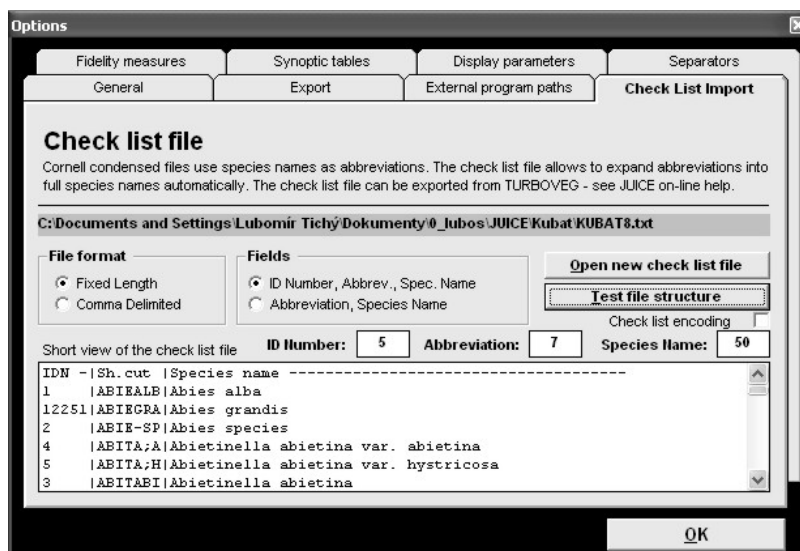 Options
Fidelity measures Synoptic tables Display parameters Separators
General Export External program paths Check List Import
Check list file
Cornell condensed files use species names as abbreviations. The check list file allows to expand abbreviations into
full species names automatically. The check list file can be exported from TURBOVEG - see JUICE on-line help.
C:\Documents and Settings\Lubomír Tichý\Dokumenty\0_lubos\JUICE\Kubat\KUBAT8.txt
File format Fields
Open new check list file
Fixed Length ID Number, Abbrev., Spec. Name
Comma Delimited Abbreviation, Species Name
Test file structure
Check list encoding
Short view of the check list file ID Number: 5 Abbreviation: 7 Species Name: 50
IDN -|Sh.cut |Species name -------------------------------------
1 |ABIEALB|Abies alba
12251|ABIEGRA|Abies grandis
2 |ABIE-SP|Abies species
4 |ABITA;A|Abietinella abietina var. abietina
5 |ABITA;H|Abietinella abietina var. hystricosa
3 |ABITABI|Abietinella abietina
OK